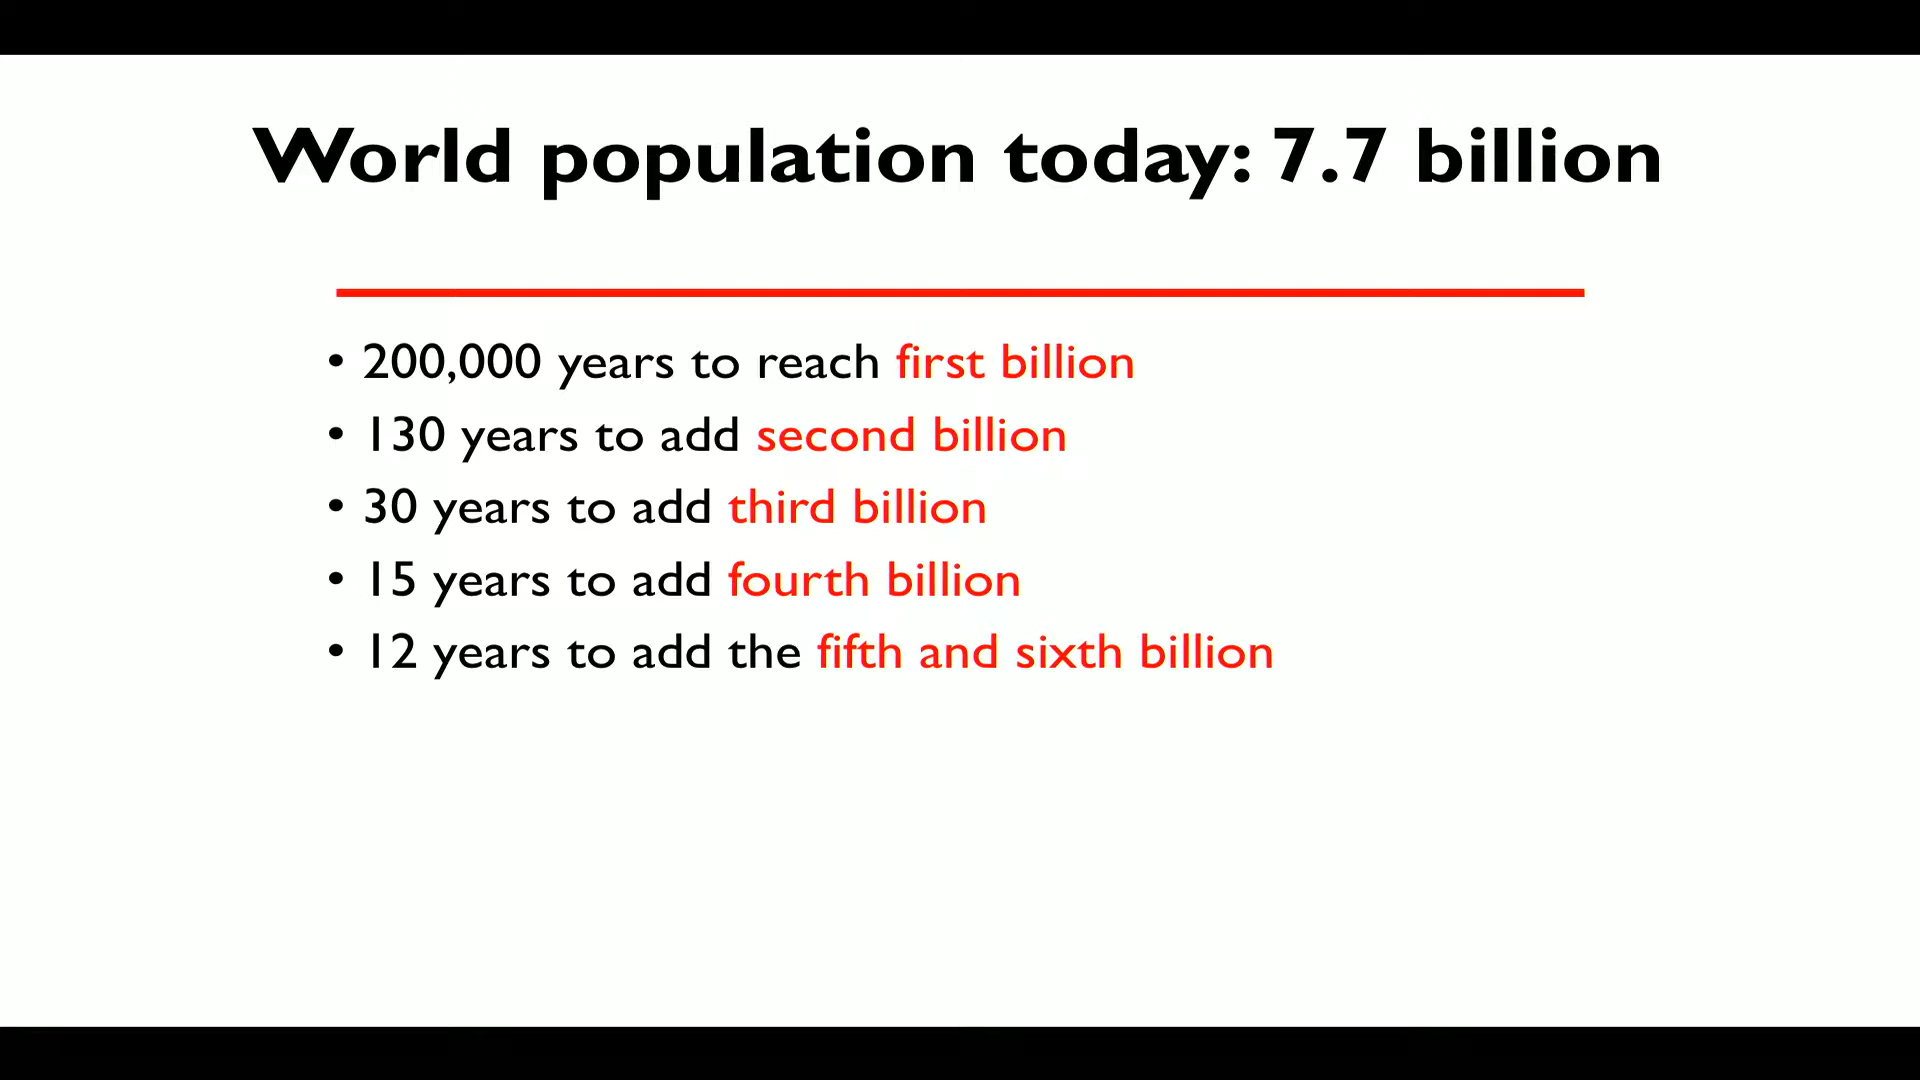 World population today: 7.7 billion
• 200,000 years to reach first billion
• 130 years to add second billion
• 30 years to add third billion
• 15 years to add fourth billion
• 12 years to add the fifth and sixth billion